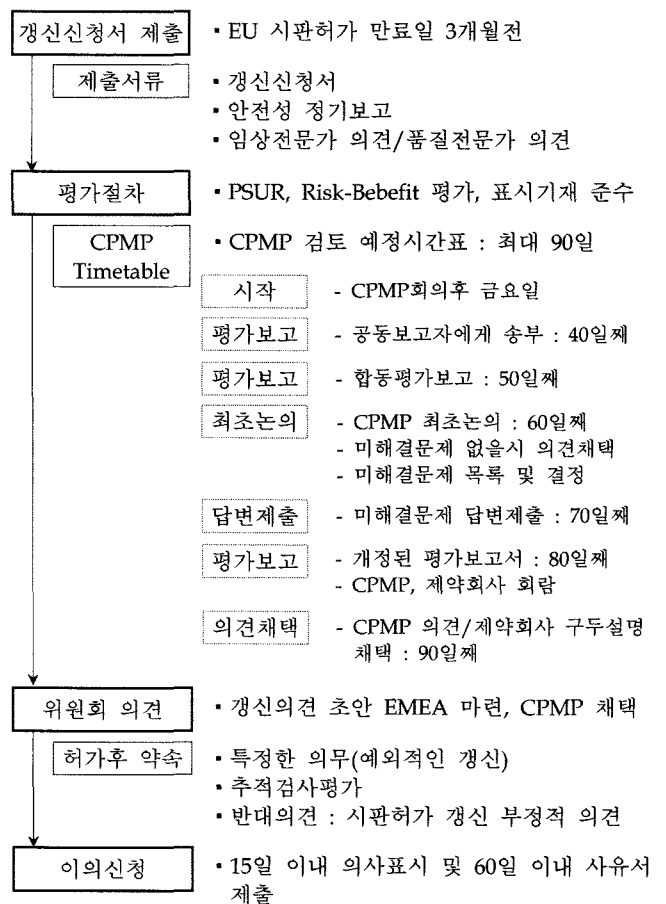 갱신신청서 제출
▪ EU 시판허가 만료일 3개월전
제출서류
▪ 갱신신청서
▪ 안전성 정기보고
▪ 임상전문가 의견/품질전문가 의견
평가절차
▪ PSUR, Risk-Bebefit 평가, 표시기재 준수
CPMP
Timetable
▪ CPMP 검토 예정시간표 : 최대 90일
시작
- CPMP회의후 금요일
평가보고
- 공동보고자에게 송부 : 40일째
평가보고
- 합동평가보고 : 50일째
최초논의
- CPMP 최초논의 : 60일째
- 미해결문제 없을시 의견채택
- 미해결문제 목록 및 결정
답변제출
- 미해결문제 답변제출 : 70일째
평가보고
- 개정된 평가보고서 : 80일째
- CPMP, 제약회사 회람
의견채택
- CPMP 의견/제약회사 구두설명
채택 : 90일째
위원회 의견
▪ 갱신의견 초안 EMEA 마련, CPMP 채택
허가후 약속
▪ 특정한 의무(예외적인 갱신)
▪ 추적검사평가
▪ 반대의견 : 시판허가 갱신 부정적 의견
이의신청
▪ 15일 이내 의사표시 및 60일 이내 사유서
제출